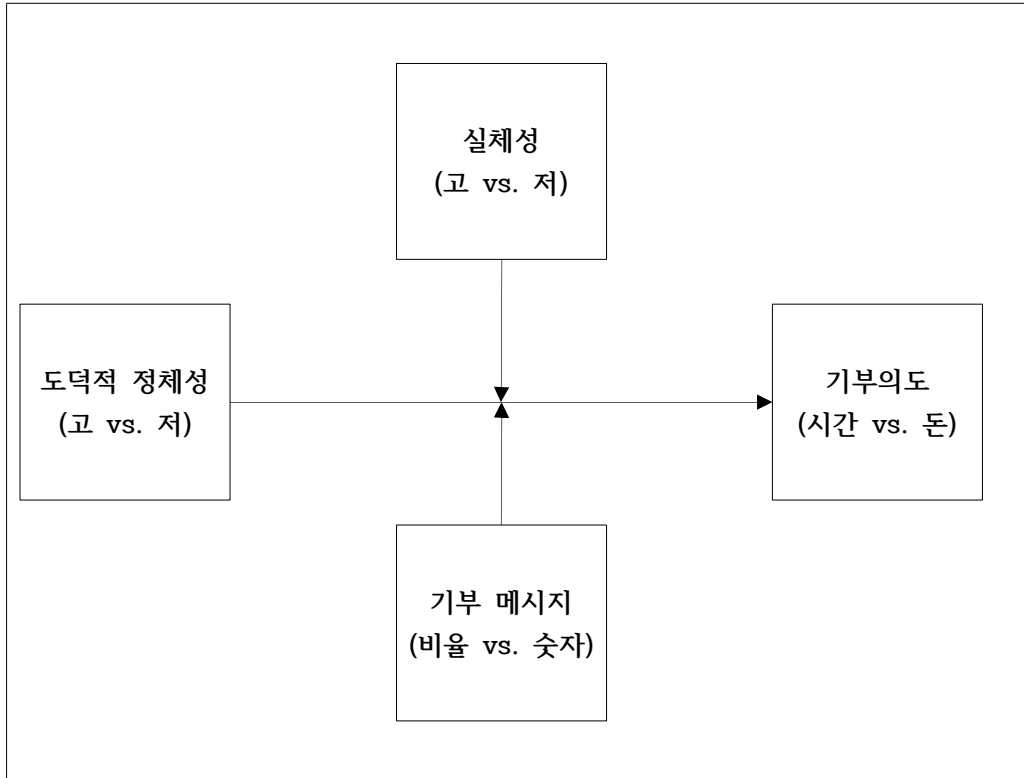 실체성
(고 vs. 저)
도덕적 정체성
(고 vs. 저)
기부의도
(시간 vs. 돈)
기부 메시지
(비율 vs. 숫자)